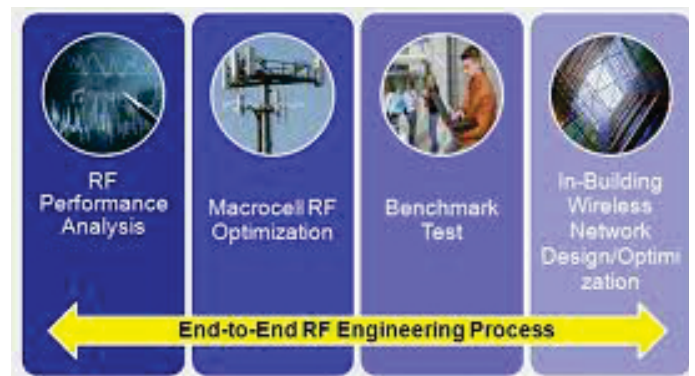 RF
Performance
Analysis
Macrocell RF
Optimization
Benchmark
Test
In-Building
Wireless
Network
Design/Optimi
zation
End-to-End RF Engineering Process